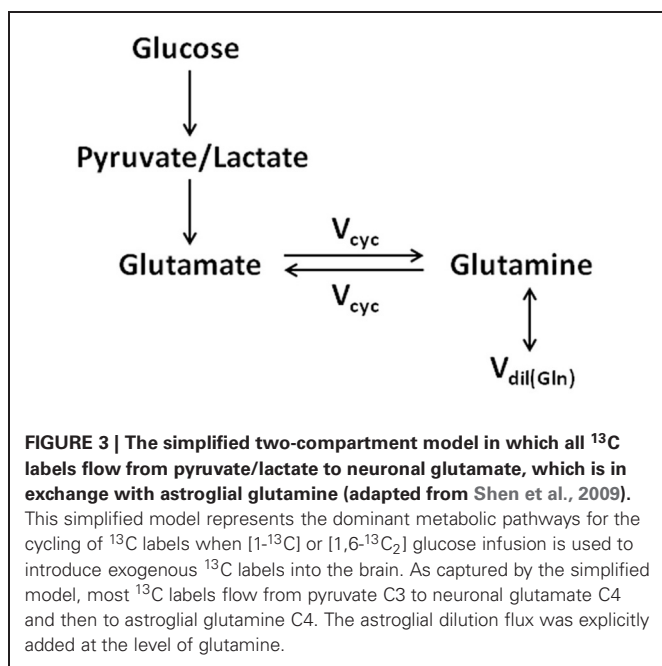 Glucose
Pyruvate/Lactate
Vcyc
Glutamate Glutamine
Vcyc
Vdil(Gln)
FIGURE 3 | The simplified two-compartment model in which all ¹³C
labels flow from pyruvate/lactate to neuronal glutamate, which is in
exchange with astroglial glutamine (adapted from Shen et al., 2009).
This simplified model represents the dominant metabolic pathways for the
cycling of ¹³C labels when [1-¹³C] or [1,6-¹³C₂] glucose infusion is used to
introduce exogenous ¹³C labels into the brain. As captured by the simplified
model, most ¹³C labels flow from pyruvate C3 to neuronal glutamate C4
and then to astroglial glutamine C4. The astroglial dilution flux was explicitly
added at the level of glutamine.